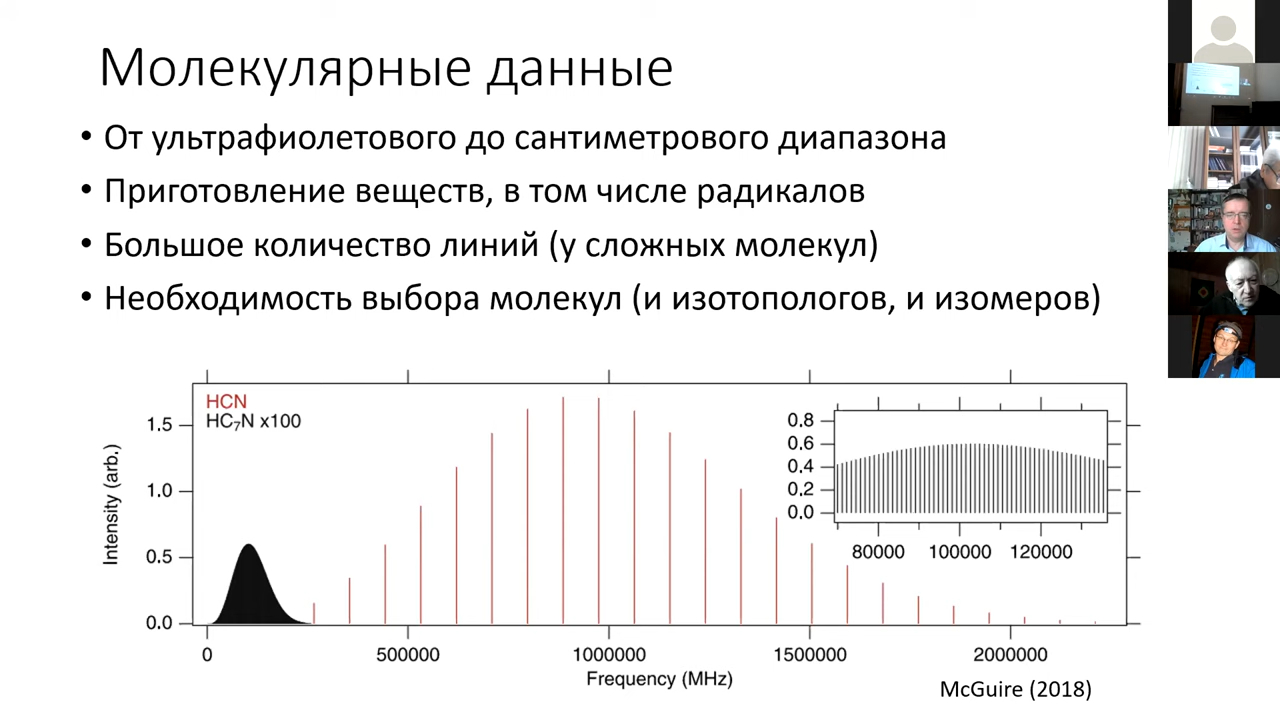 Молекулярные данные
• От ультрафиолетового до сантиметрового диапазона
• Приготовление веществ, в том числе радикалов
• Большое количество линий (у сложных молекул)
• Необходимость выбора молекул (и изотопологов, и изомеров)
HCN
HC₇N x100
Intensity (arb.)
1.5
1.0
0.5
0.0
0.8
0.6
0.4
0.2
0.0
80000 100000 120000
0 500000 1000000 1500000 2000000
Frequency (MHz)
McGuire (2018)